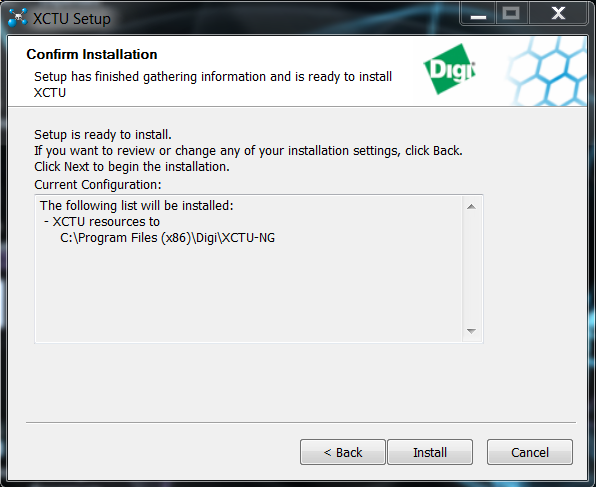 XCTU Setup
Confirm Installation
Setup has finished gathering information and is ready to install
XCTU
Digi
Setup is ready to install.
If you want to review or change any of your installation settings, click Back.
Click Next to begin the installation.
Current Configuration:
The following list will be installed:
- XCTU resources to
C:\Program Files (x86)\Digi\XCTU-NG
< Back
Install
Cancel